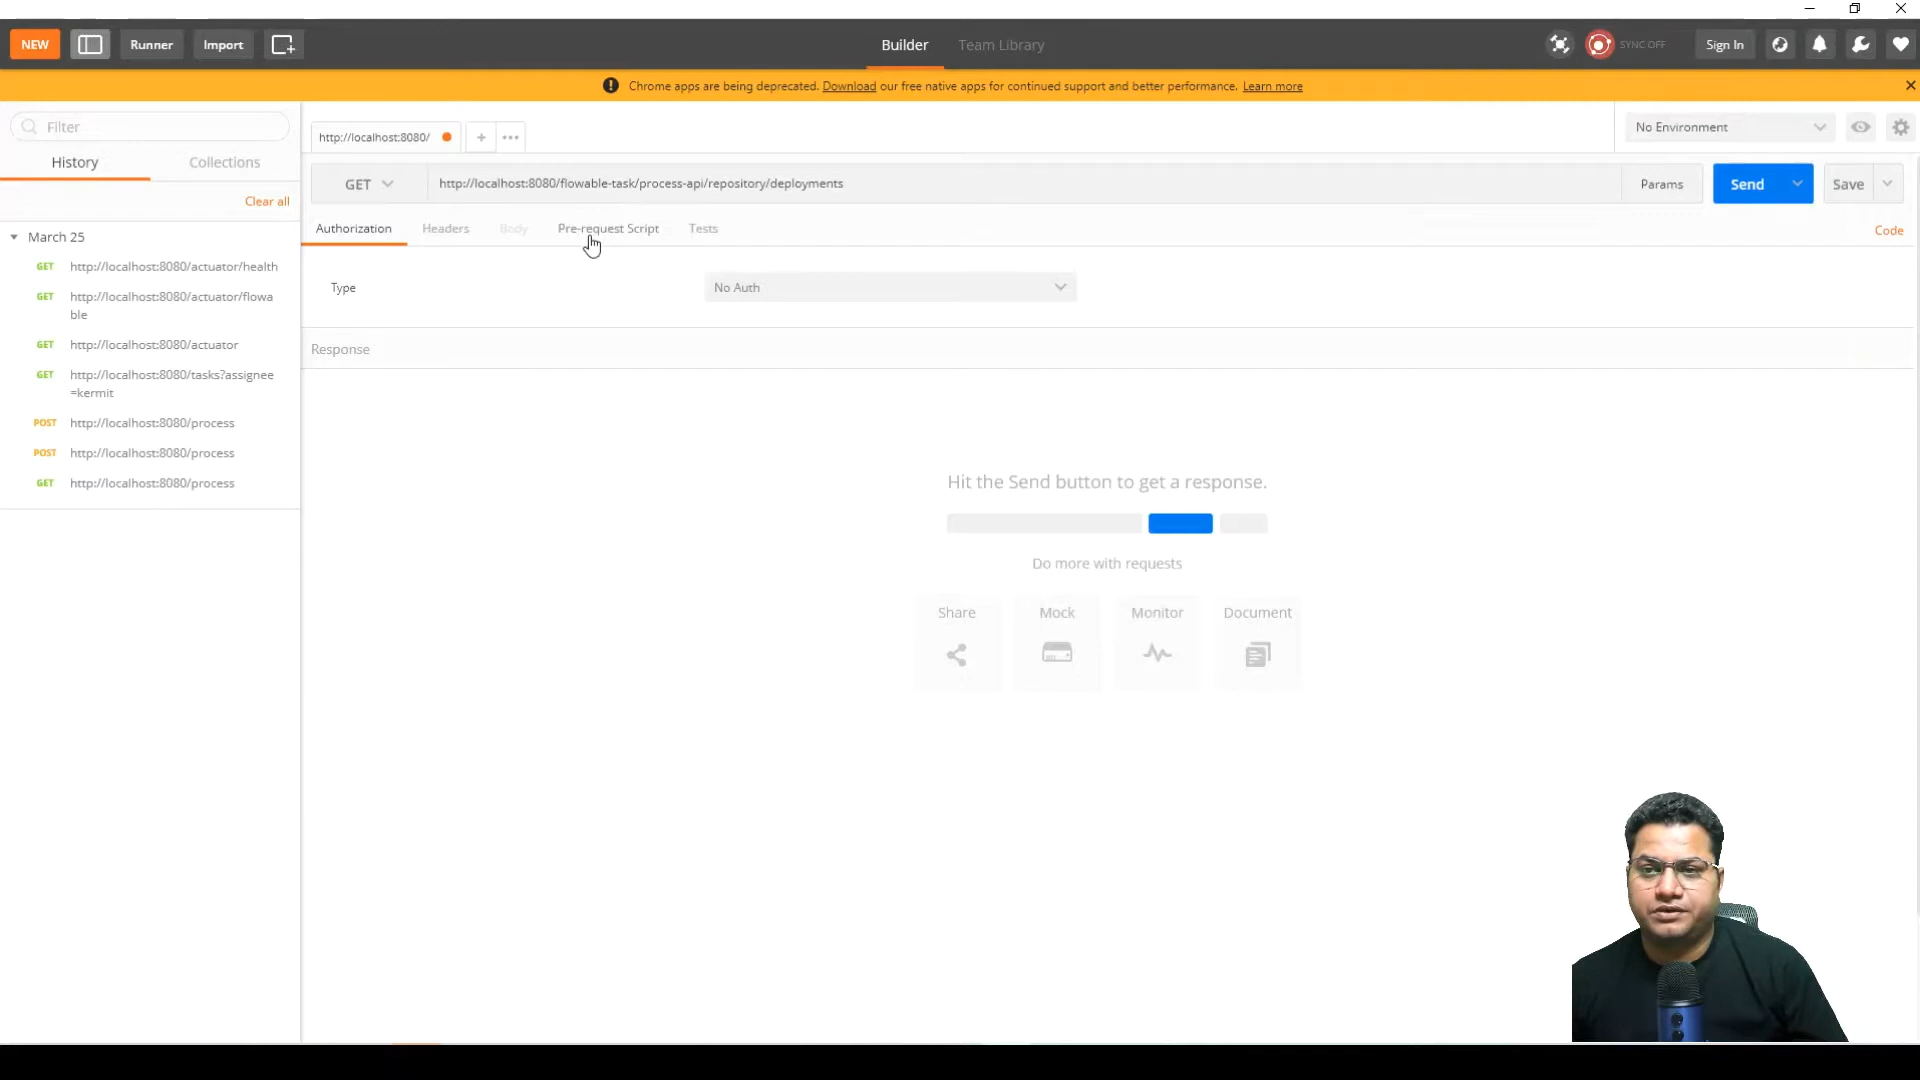 NEW
Runner
Import
Builder
Team Library
SYNC OFF
Sign In
Chrome apps are being deprecated. Download our free native apps for continued support and better performance. Learn more
Filter
History
Collections
Clear all
March 25
GET http://localhost:8080/actuator/health
GET http://localhost:8080/actuator/flowa
ble
GET http://localhost:8080/actuator
GET http://localhost:8080/tasks?assignee
=kermit
POST http://localhost:8080/process
POST http://localhost:8080/process
GET http://localhost:8080/process
http://localhost:8080/
No Environment
GET
http://localhost:8080/flowable-task/process-api/repository/deployments
Params
Send
Save
Authorization
Headers
Body
Pre-request Script
Tests
Code
Type
No Auth
Response
Hit the Send button to get a response.
Do more with requests
Share
Mock
Monitor
Document